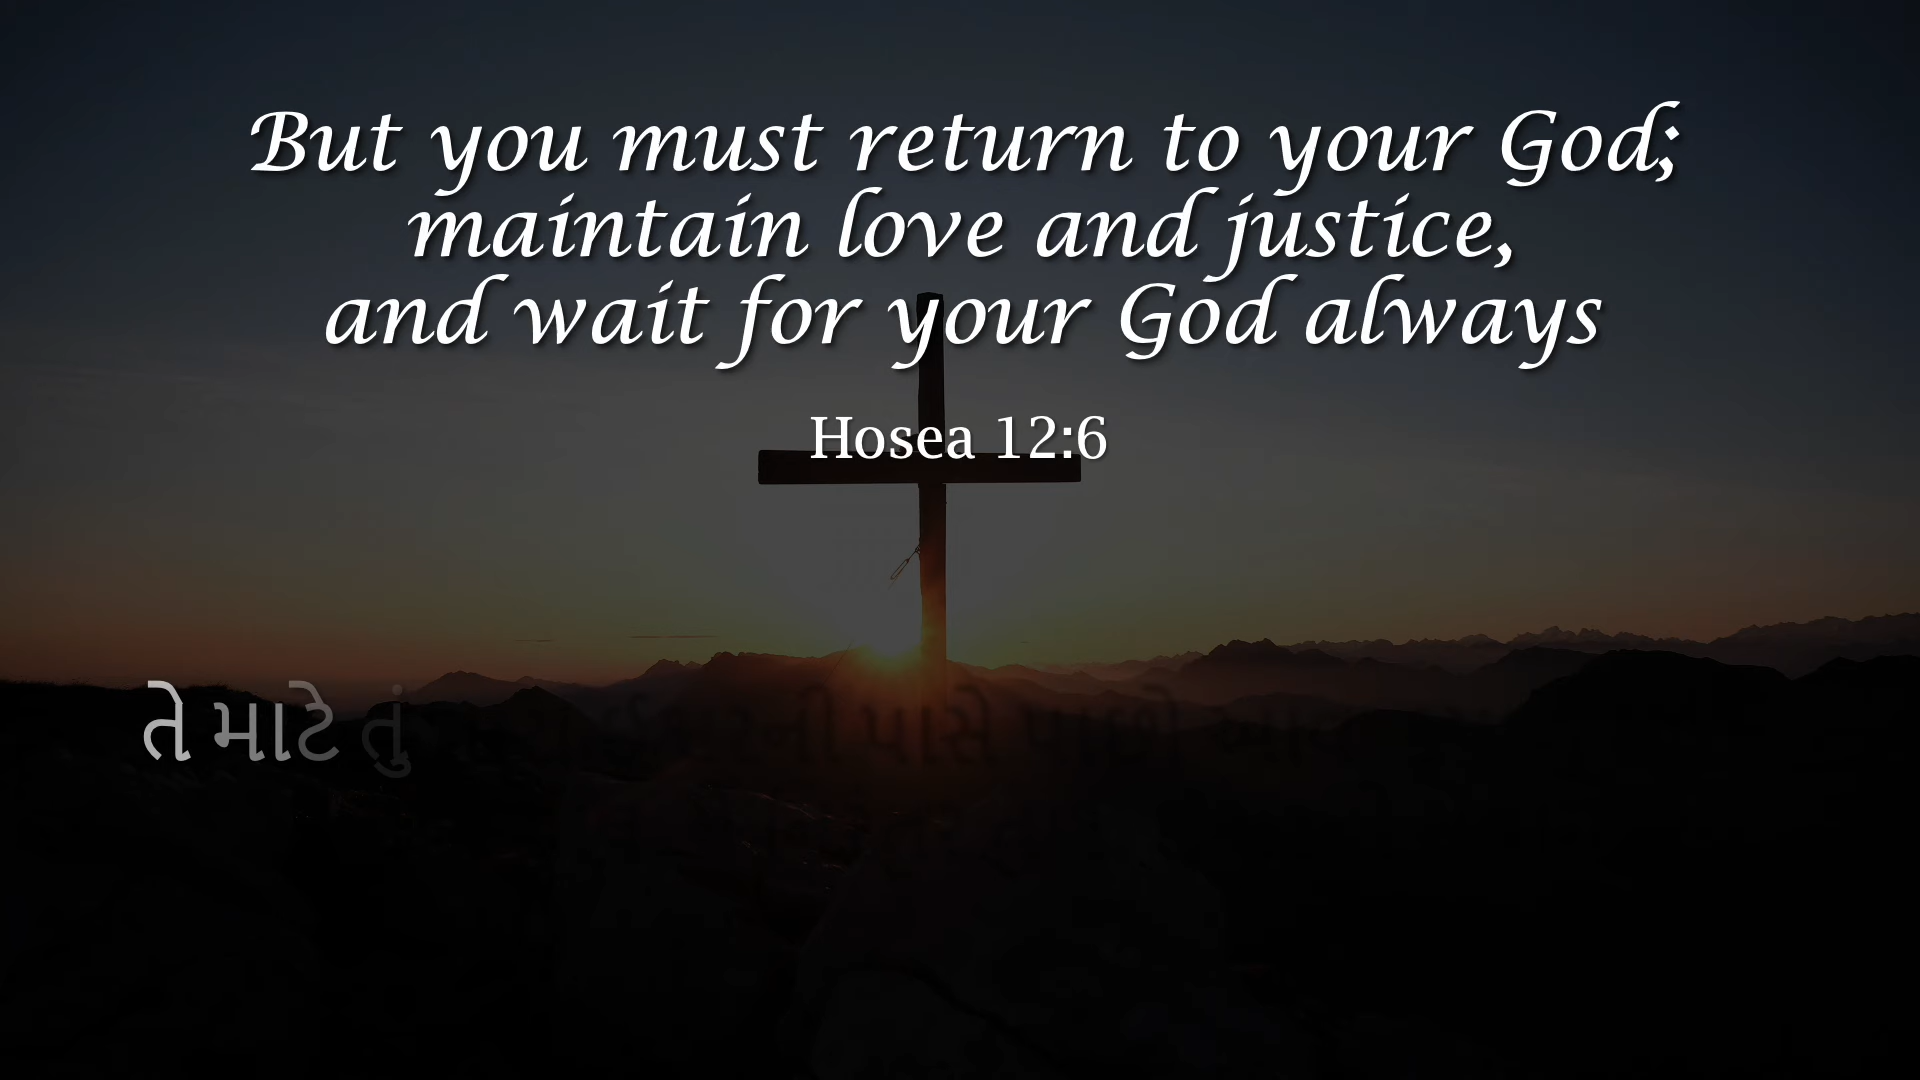 But you must return to your God;
maintain love and justice,
and wait for your God always
Hosea 12:6
તે માટે તું